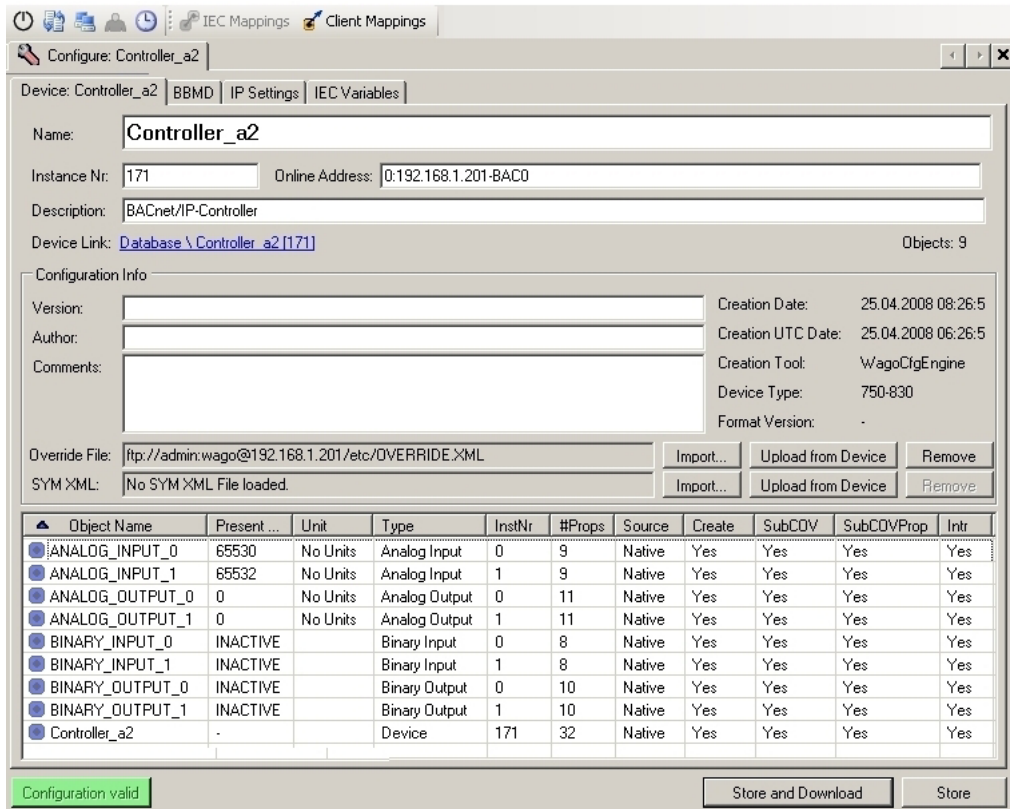 IEC Mappings Client Mappings
Configure: Controller_a2
Device: Controller_a2 BBMD IP Settings IEC Variables
Name: Controller_a2
Instance Nr: 171 Online Address: 0:192.168.1.201-BAC0
Description: BACnet/IP-Controller
Device Link: Database \ Controller_a2 [171] Objects: 9
Configuration Info
Version: Creation Date: 25.04.2008 08:26:5
Author: Creation UTC Date: 25.04.2008 06:26:5
Comments: Creation Tool: WagoCfgEngine
Device Type: 750-830
Format Version: -
Override File: ftp://admin:wago@192.168.1.201/etc/OVERRIDE.XML Import... Upload from Device Remove
SYM XML: No SYM XML File loaded. Import... Upload from Device Remove
Object Name Present ... Unit Type InstNr #Props Source Create SubCOV SubCOVProp Intr
ANALOG_INPUT_0 65530 No Units Analog Input 0 9 Native Yes Yes Yes Yes
ANALOG_INPUT_1 65532 No Units Analog Input 1 9 Native Yes Yes Yes Yes
ANALOG_OUTPUT_0 0 No Units Analog Output 0 11 Native Yes Yes Yes Yes
ANALOG_OUTPUT_1 0 No Units Analog Output 1 11 Native Yes Yes Yes Yes
BINARY_INPUT_0 INACTIVE Binary Input 0 8 Native Yes Yes Yes Yes
BINARY_INPUT_1 INACTIVE Binary Input 1 8 Native Yes Yes Yes Yes
BINARY_OUTPUT_0 INACTIVE Binary Output 0 10 Native Yes Yes Yes Yes
BINARY_OUTPUT_1 INACTIVE Binary Output 1 10 Native Yes Yes Yes Yes
Controller_a2 - Device 171 32 Native Yes Yes Yes Yes
Configuration valid Store and Download Store